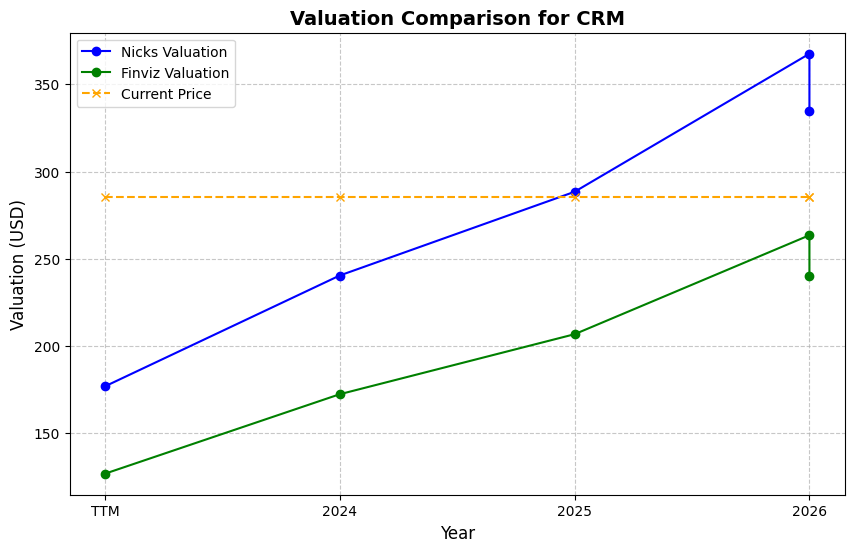 Valuation Comparison for CRM
Nicks Valuation
Finviz Valuation
Current Price
Valuation (USD)
350
300
250
200
150
TTM
2024
2025
2026
Year